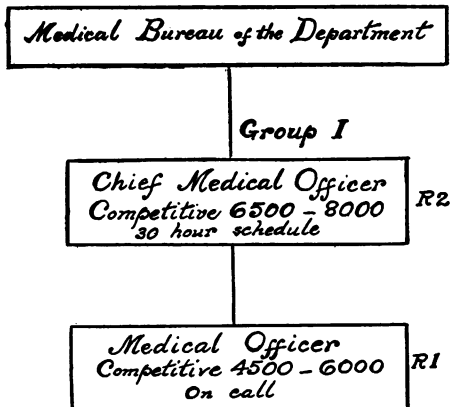 Medical Bureau of the Department
Group I
Chief Medical Officer
Competitive 6500 - 8000
30 hour schedule
R2
Medical Officer
Competitive 4500 - 6000
On call
R1